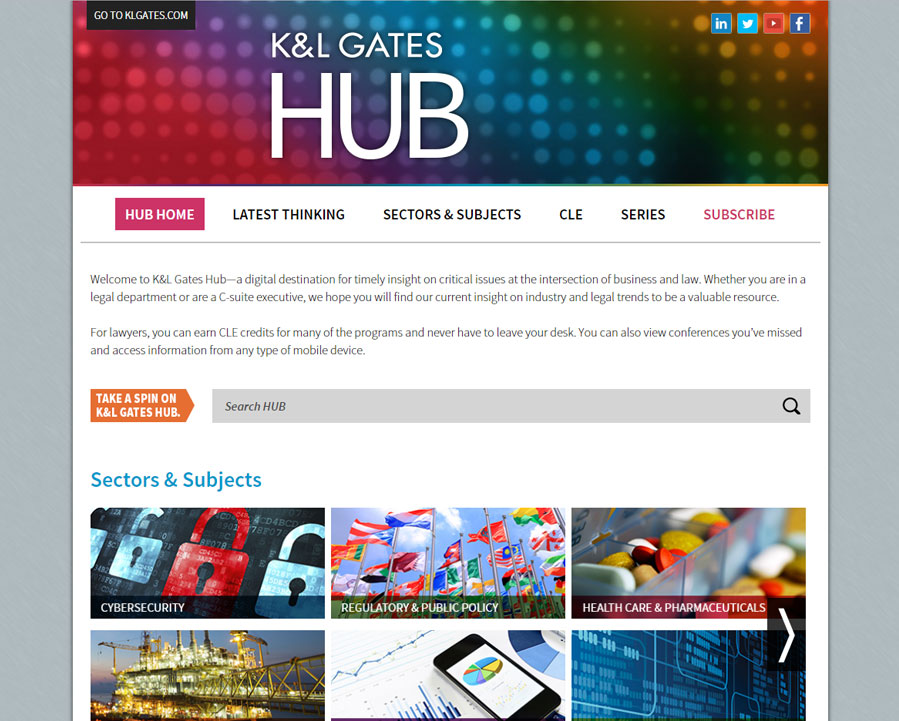 GO TO KLGATES.COM
K&L GATES
HUB
HUB HOME
LATEST THINKING
SECTORS & SUBJECTS
CLE
SERIES
SUBSCRIBE
Welcome to K&L Gates Hub—a digital destination for timely insight on critical issues at the intersection of business and law. Whether you are in a
legal department or are a C-suite executive, we hope you will find our current insight on industry and legal trends to be a valuable resource.
For lawyers, you can earn CLE credits for many of the programs and never have to leave your desk. You can also view conferences you've missed
and access information from any type of mobile device.
TAKE A SPIN ON
K&L GATES HUB.
Search HUB
Sectors & Subjects
CYBERSECURITY
REGULATORY & PUBLIC POLICY
HEALTH CARE & PHARMACEUTICALS